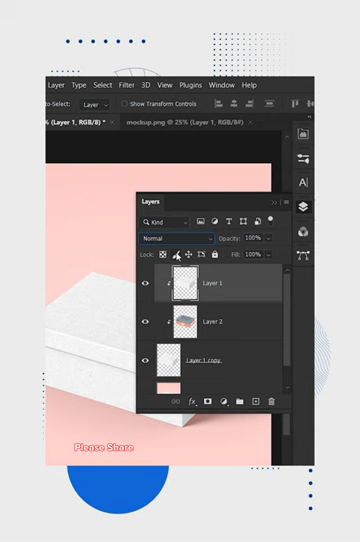 Layer Type Select Filter 3D View Plugins Window Help
to-Select: Layer Show Transform Controls
% (Layer 1, RGB/8) * × mockup.png @ 25% (Layer 1, RGB/8#) ×
Layers
Kind
Normal Opacity: 100%
Lock: Fill: 100%
Layer 1
Layer 2
Layer 1 copy
fx
Please Share